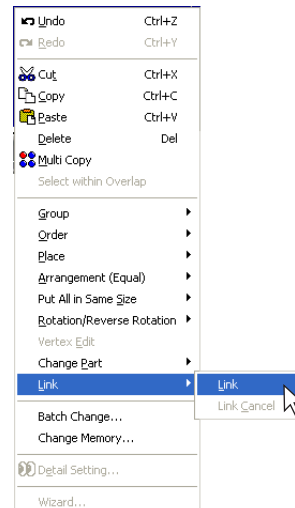 Undo Ctrl+Z
Redo Ctrl+Y
Cut Ctrl+X
Copy Ctrl+C
Paste Ctrl+V
Delete Del
Multi Copy
Select within Overlap
Group
Order
Place
Arrangement (Equal)
Put All in Same Size
Rotation/Reverse Rotation
Vertex Edit
Change Part
Link Link
Link Cancel
Batch Change...
Change Memory...
Detail Setting...
Wizard...